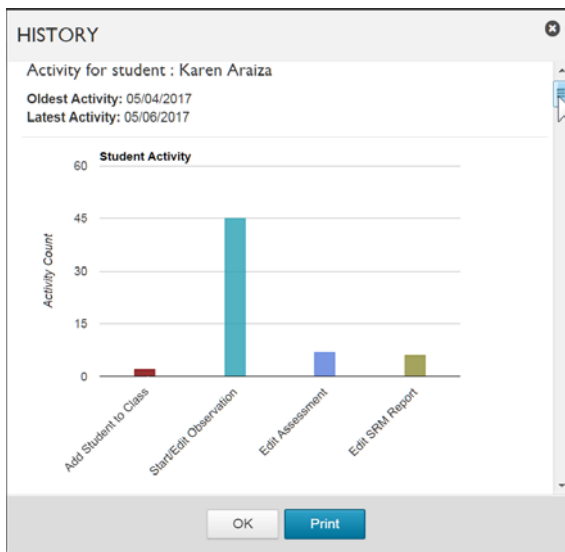 HISTORY
Activity for student : Karen Araiza
Oldest Activity: 05/04/2017
Latest Activity: 05/06/2017
Student Activity
60
45
30
15
0
Activity Count
Add Student to Class
Start/Edit Observation
Edit Assessment
Edit SRM Report
OK
Print